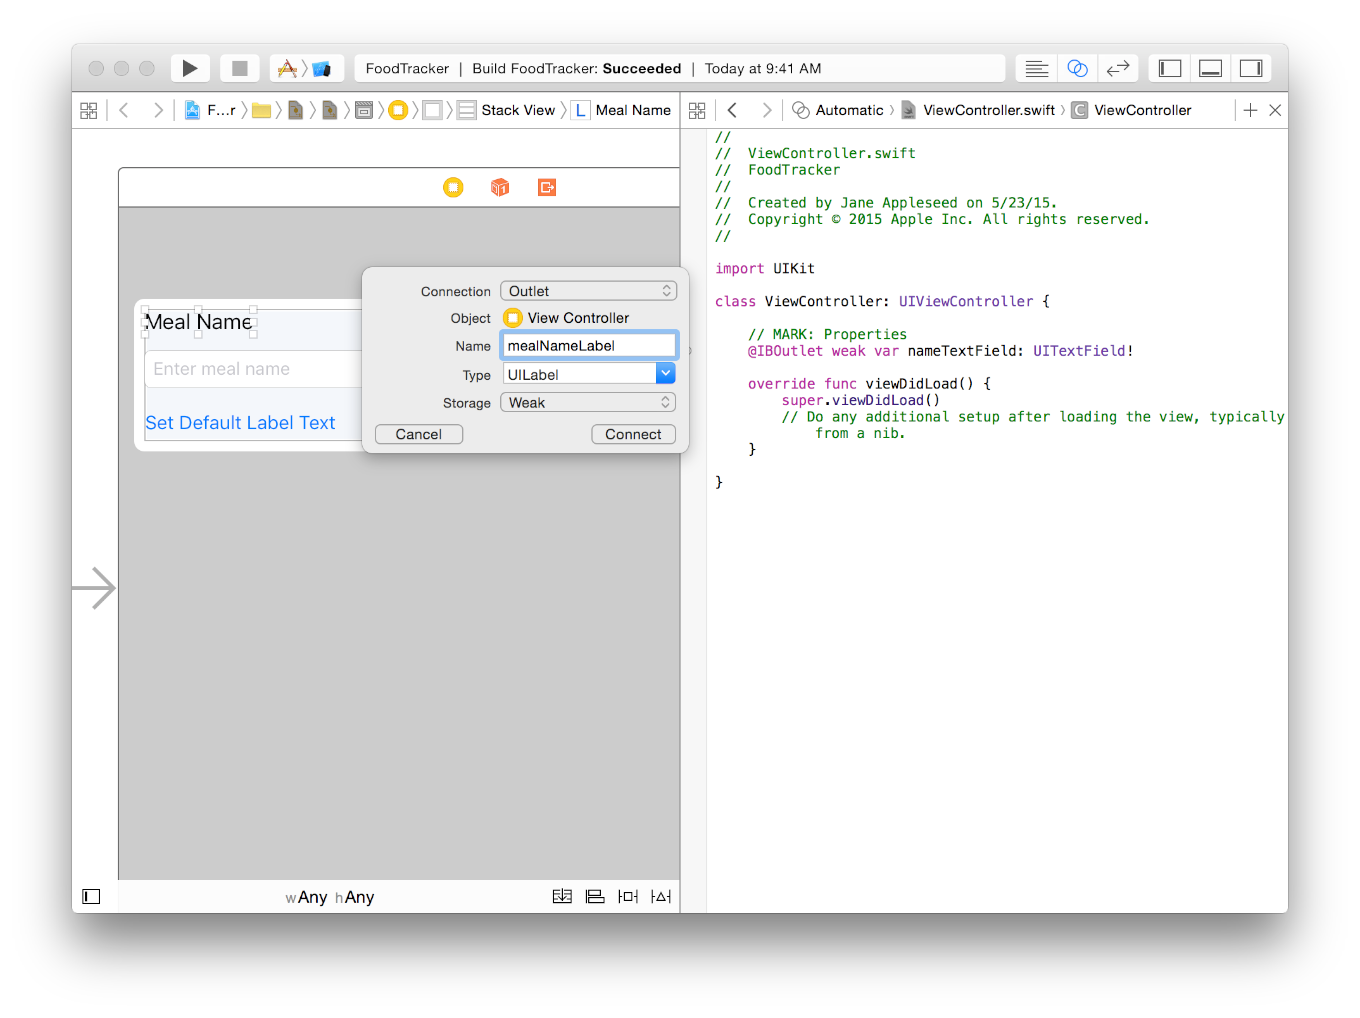 FoodTracker | Build FoodTracker: Succeeded | Today at 9:41 AM
F...r Stack View L Meal Name
Automatic ViewController.swift C ViewController
Meal Name
Enter meal name
Set Default Label Text
Connection Outlet
Object View Controller
Name mealNameLabel
Type UILabel
Storage Weak
Cancel Connect
wAny hAny
//
// ViewController.swift
// FoodTracker
//
// Created by Jane Appleseed on 5/23/15.
// Copyright © 2015 Apple Inc. All rights reserved.
//
import UIKit
class ViewController: UIViewController {
// MARK: Properties
@IBOutlet weak var nameTextField: UITextField!
override func viewDidLoad() {
super.viewDidLoad()
// Do any additional setup after loading the view, typically
from a nib.
}
}